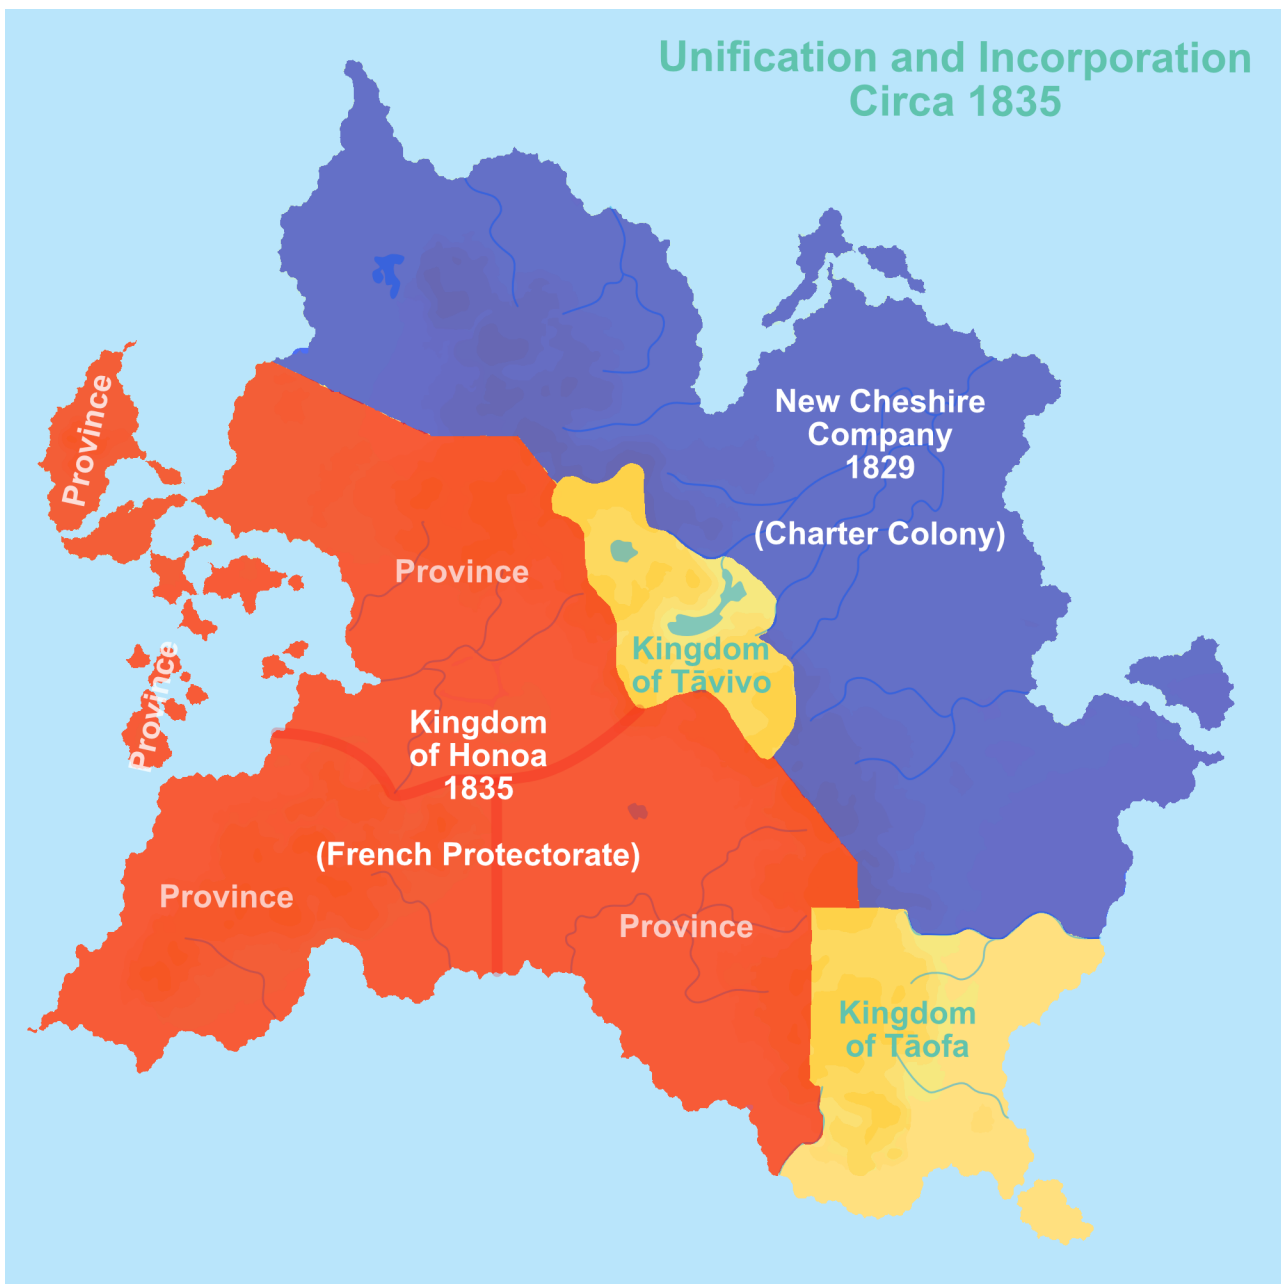 Unification and Incorporation
Circa 1835
Province
New Cheshire
Company
1829
(Charter Colony)
Province
Kingdom
of Tāvivo
Province
Kingdom
of Honoa
1835
(French Protectorate)
Province
Province
Kingdom
of Tāofa